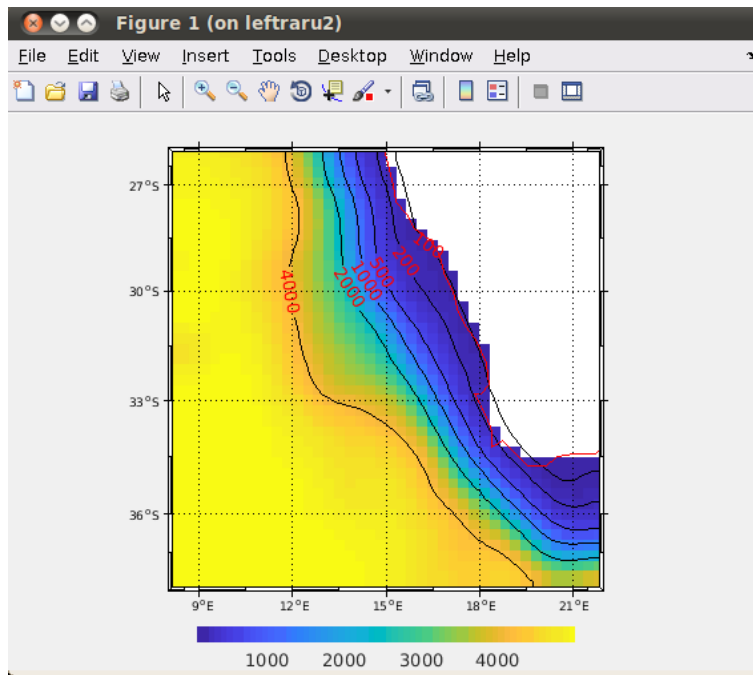 Figure 1 (on leftraru2)
File Edit View Insert Tools Desktop Window Help
27°S
30°S
33°S
36°S
100
200
500
1000
2000
4000
9°E 12°E 15°E 18°E 21°E
1000 2000 3000 4000